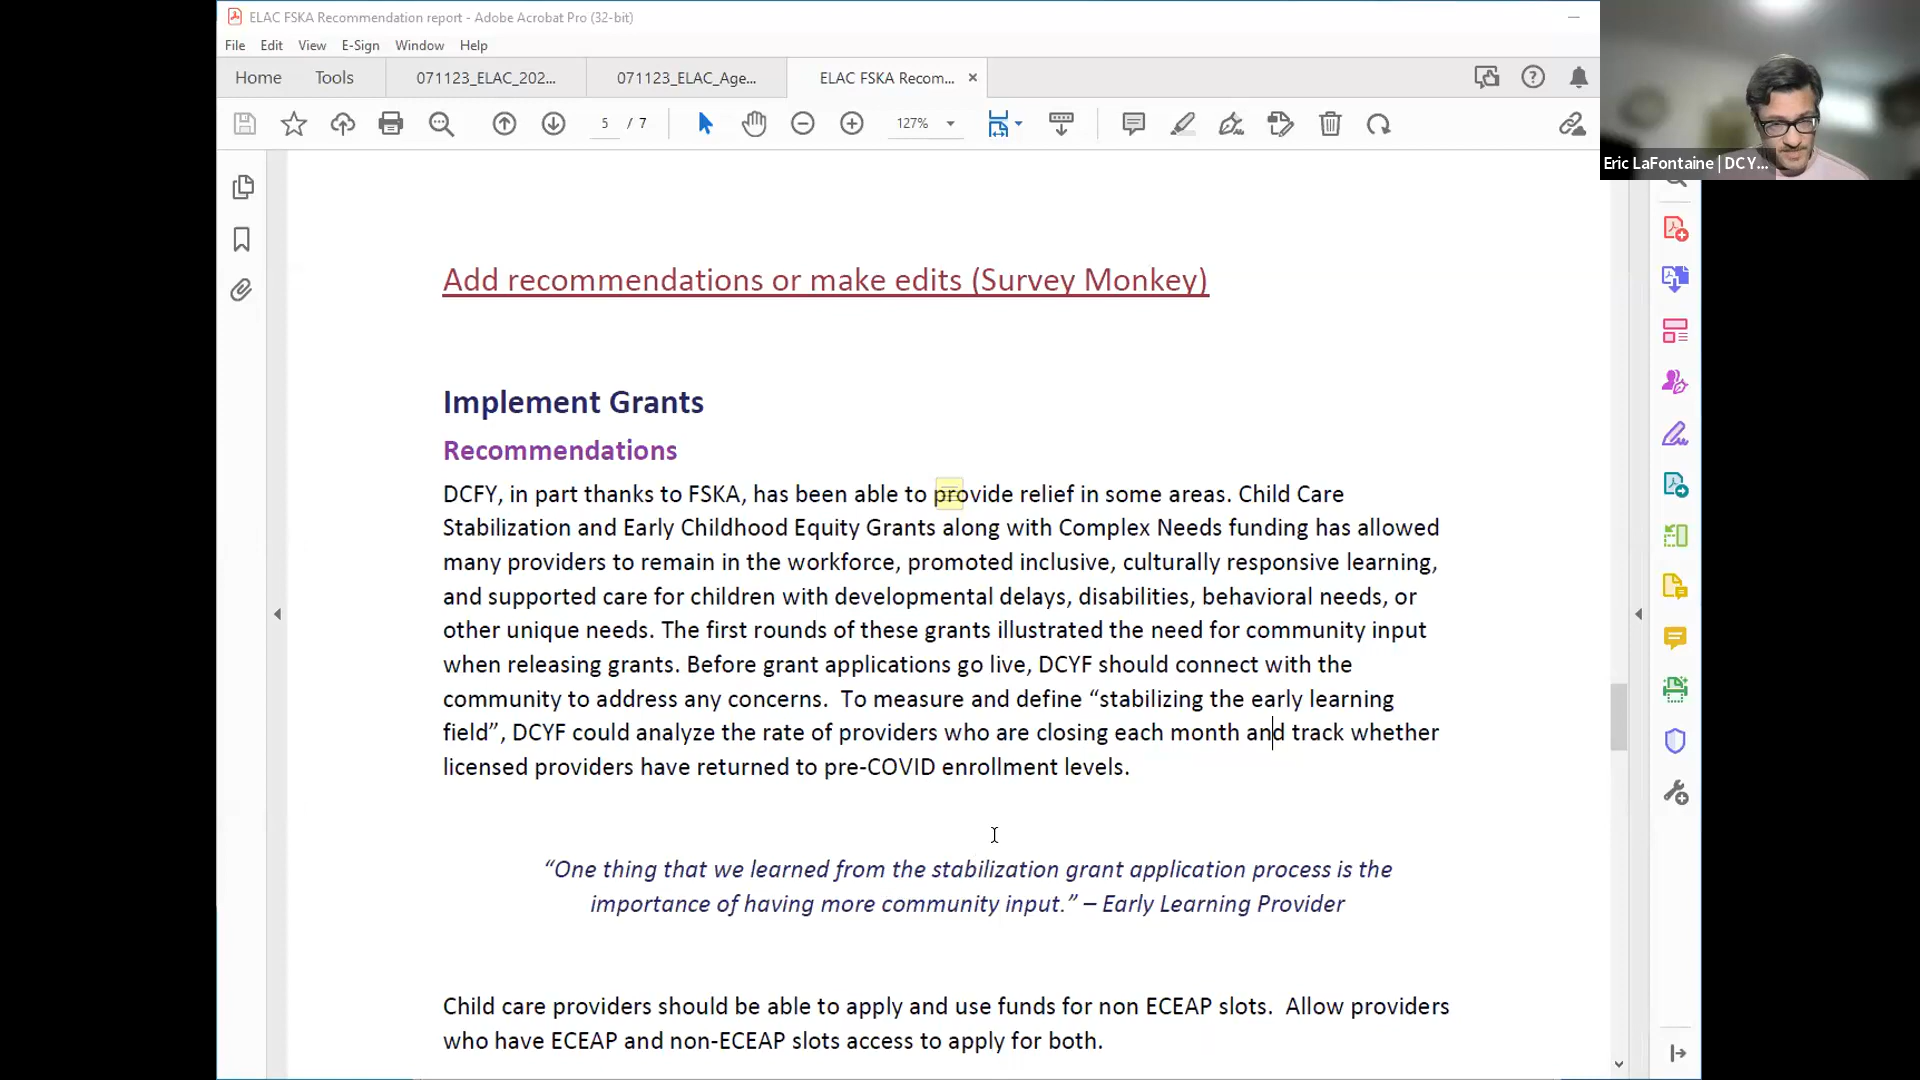 ELAC FSKA Recommendation report - Adobe Acrobat Pro (32-bit)
File Edit View E-Sign Window Help
Home Tools 071123_ELAC_202... 071123_ELAC_Age... ELAC FSKA Recom...
5 / 7 127%
Eric LaFontaine | DCY...
Add recommendations or make edits (Survey Monkey)
Implement Grants
Recommendations
DCFY, in part thanks to FSKA, has been able to provide relief in some areas. Child Care
Stabilization and Early Childhood Equity Grants along with Complex Needs funding has allowed
many providers to remain in the workforce, promoted inclusive, culturally responsive learning,
and supported care for children with developmental delays, disabilities, behavioral needs, or
other unique needs. The first rounds of these grants illustrated the need for community input
when releasing grants. Before grant applications go live, DCYF should connect with the
community to address any concerns.  To measure and define “stabilizing the early learning
field”, DCYF could analyze the rate of providers who are closing each month and track whether
licensed providers have returned to pre-COVID enrollment levels.
“One thing that we learned from the stabilization grant application process is the
importance of having more community input.” – Early Learning Provider
Child care providers should be able to apply and use funds for non ECEAP slots.  Allow providers
who have ECEAP and non-ECEAP slots access to apply for both.